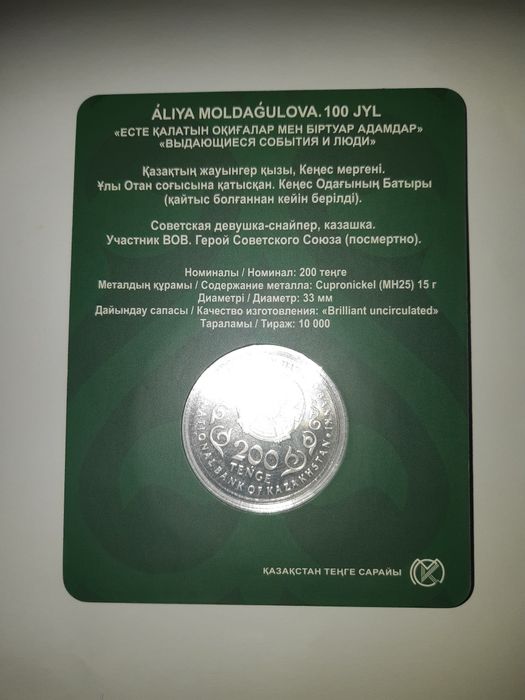 ÁLIYA MOLDAǴULOVA.100 JYL
«ЕСТЕ ҚАЛАТЫН ОҚИҒАЛАР МЕН БІРТУАР АДАМДАР»
«ВЫДАЮЩИЕСЯ СОБЫТИЯ И ЛЮДИ»
Қазақтың жауынгер қызы, Кеңес мергені.
Ұлы Отан соғысына қатысқан. Кеңес Одағының Батыры
(қайтыс болғаннан кейін берілді).
Советская девушка-снайпер, казашка.
Участник ВОВ. Герой Советского Союза (посмертно).
Номиналы / Номинал: 200 теңге
Металдың құрамы / Содержание металла: Cupronickel (МН25) 15 г
Диаметрі / Диаметр: 33 мм
Дайындау сапасы / Качество изготовления: «Brilliant uncirculated»
Тараламы / Тираж: 10 000
200
TEŃGE
NATIONAL BANK OF KAZAKHSTAN
ҚАЗАҚСТАН ТЕҢГЕ САРАЙЫ